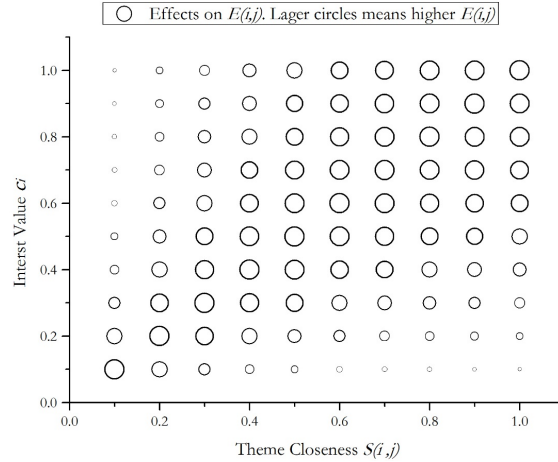 Effects on E(i,j). Lager circles means higher E(i,j)
1.0
0.8
0.6
0.4
0.2
0.0
Interst Value ci
0.0 0.2 0.4 0.6 0.8 1.0
Theme Closeness S(i ,j)